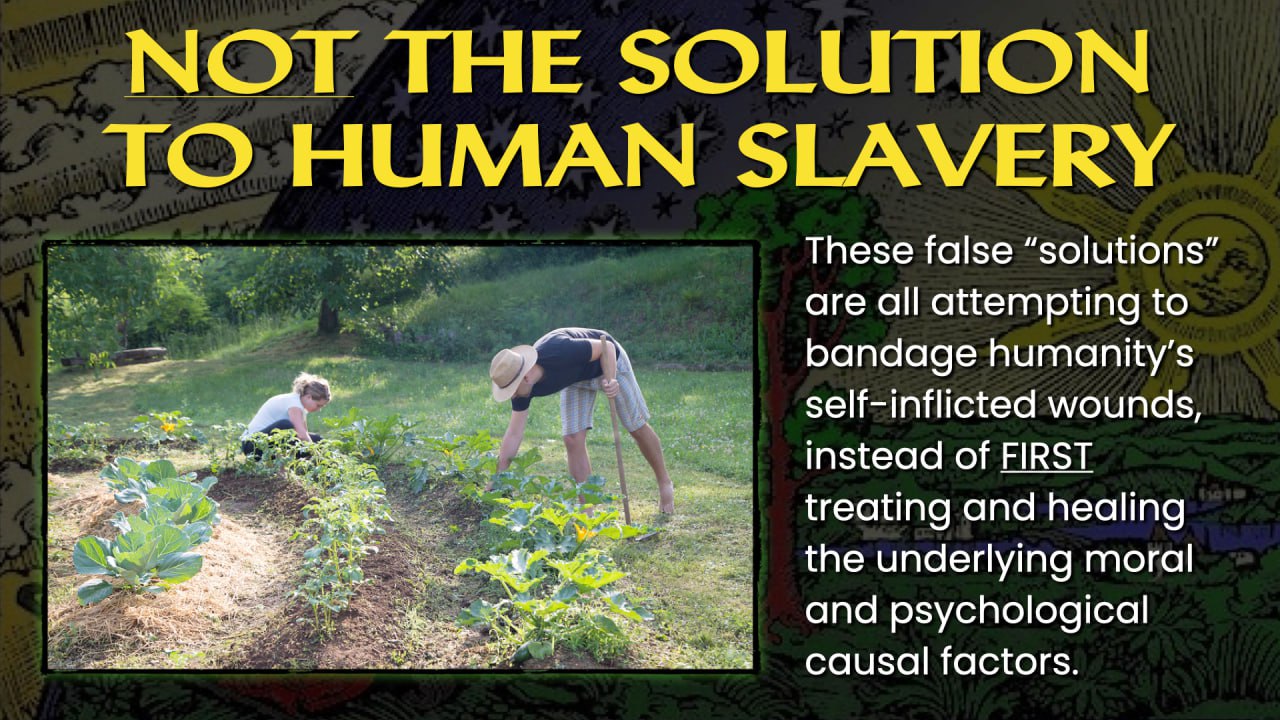 NOT THE SOLUTION
TO HUMAN SLAVERY
These false “solutions”
are all attempting to
bandage humanity’s
self-inflicted wounds,
instead of FIRST
treating and healing
the underlying moral
and psychological
causal factors.